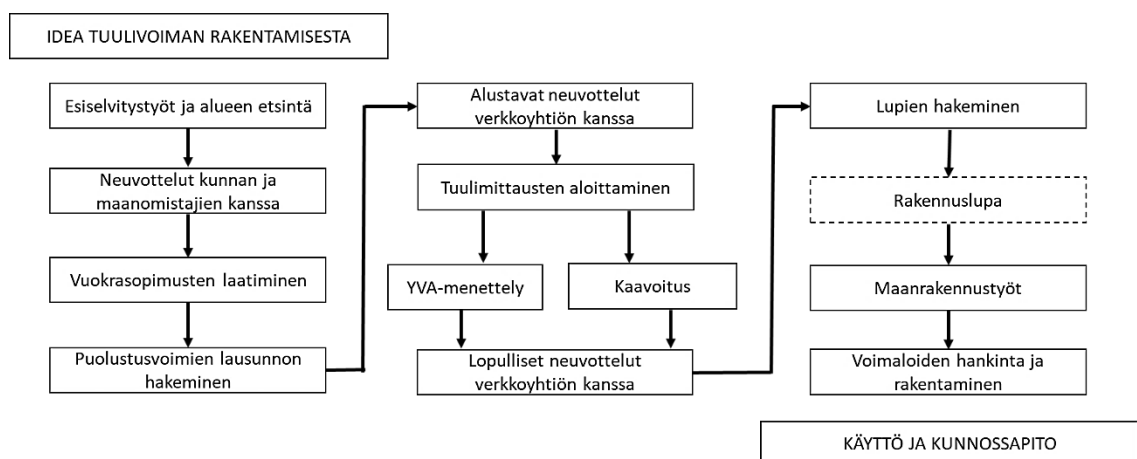 IDEA TUULIVOIMAN RAKENTAMISESTA
Esiselvitystyöt ja alueen etsintä
Neuvottelut kunnan ja
maanomistajien kanssa
Vuokrasopimusten laatiminen
Puolustusvoimien lausunnon
hakeminen
Alustavat neuvottelut
verkkoyhtiön kanssa
Tuulimittausten aloittaminen
YVA-menettely
Kaavoitus
Lopulliset neuvottelut
verkkoyhtiön kanssa
Lupien hakeminen
Rakennuslupa
Maanrakennustyöt
Voimaloiden hankinta ja
rakentaminen
KÄYTTÖ JA KUNNOSSAPITO